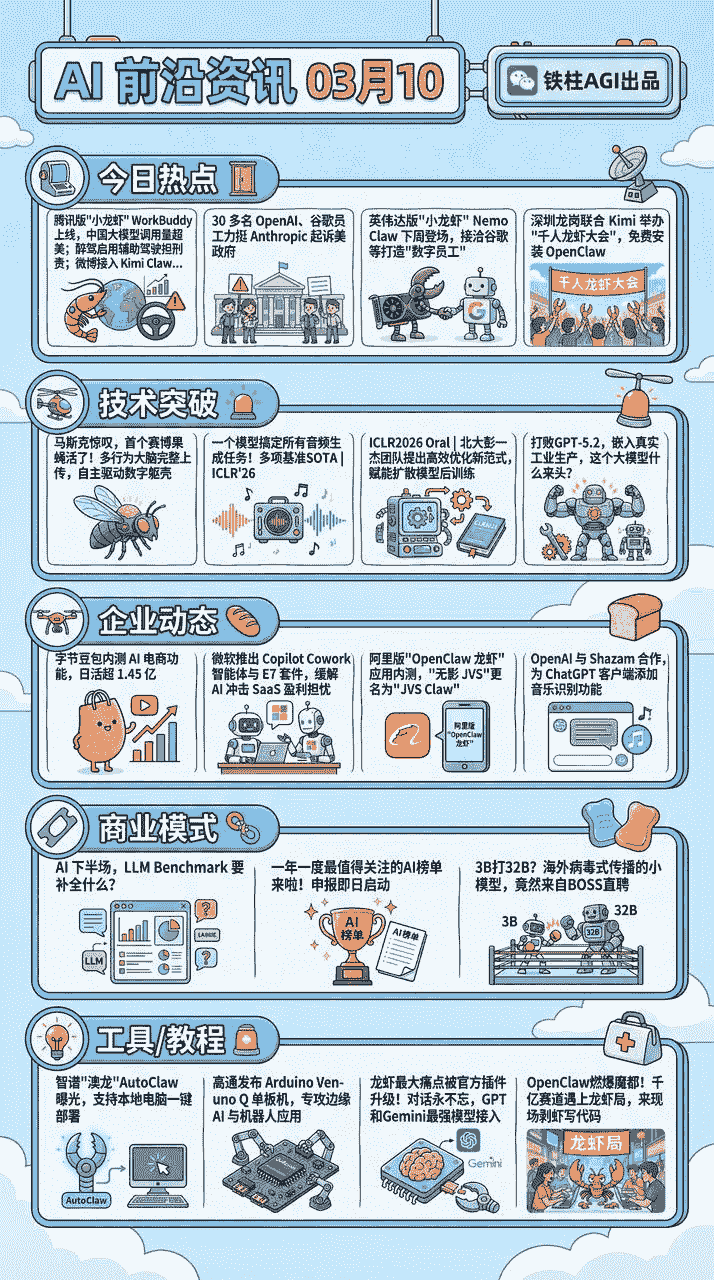 AI 前沿资讯 03月10
铁柱AGI出品
今日热点
腾讯版"小龙虾" WorkBuddy
上线，中国大模型调用量超
美；醉驾启用辅助驾驶担刑
责；微博接入 Kimi Claw...
30 多名 OpenAI、谷歌员
工力挺 Anthropic 起诉美
政府
英伟达版"小龙虾" Nemo
Claw 下周登场，接洽谷歌
等打造"数字员工"
G
深圳龙岗联合 Kimi 举办
"千人龙虾大会"，免费安
装 OpenClaw
千人龙虾大会
技术突破
马斯克惊叹，首个赛博果
蝇活了！多行为大脑完整上
传，自主驱动数字躯壳
一个模型搞定所有音频生
成任务！多项基准SOTA |
ICLR'26
ICLR2026 Oral | 北大彭一
杰团队提出高效优化新范式，
赋能扩散模型后训练
打败GPT-5.2，嵌入真实
工业生产，这个大模型什
么来头？
企业动态
字节豆包内测 AI 电商功
能，日活超 1.45 亿
微软推出 Copilot Cowork
智能体与 E7 套件，缓解
AI 冲击 SaaS 盈利担忧
阿里版"OpenClaw 龙虾"
应用内测，"无影 JVS"更
名为"JVS Claw"
阿里版
"OpenClaw
龙虾"
OpenAI 与 Shazam 合作，
为 ChatGPT 客户端添加
音乐识别功能
商业模式
AI 下半场，LLM Benchmark 要
补全什么？
LLM
一年一度最值得关注的AI榜单
来啦！申报即日启动
AI
榜单
AI榜单
3B打32B？海外病毒式传播的小
模型，竟然来自BOSS直聘
3B
32B
32B
工具/教程
智谱"澳龙"AutoClaw
曝光，支持本地电脑一键
部署
AutoClaw
高通发布 Arduino Ven-
uno Q 单板机，专攻边缘
AI 与机器人应用
龙虾最大痛点被官方插件
升级！对话永不忘，GPT
和Gemini最强模型接入
Gemini
OpenClaw燃爆魔都！千
亿赛道遇上龙虾局，来现
场剥虾写代码
龙虾局